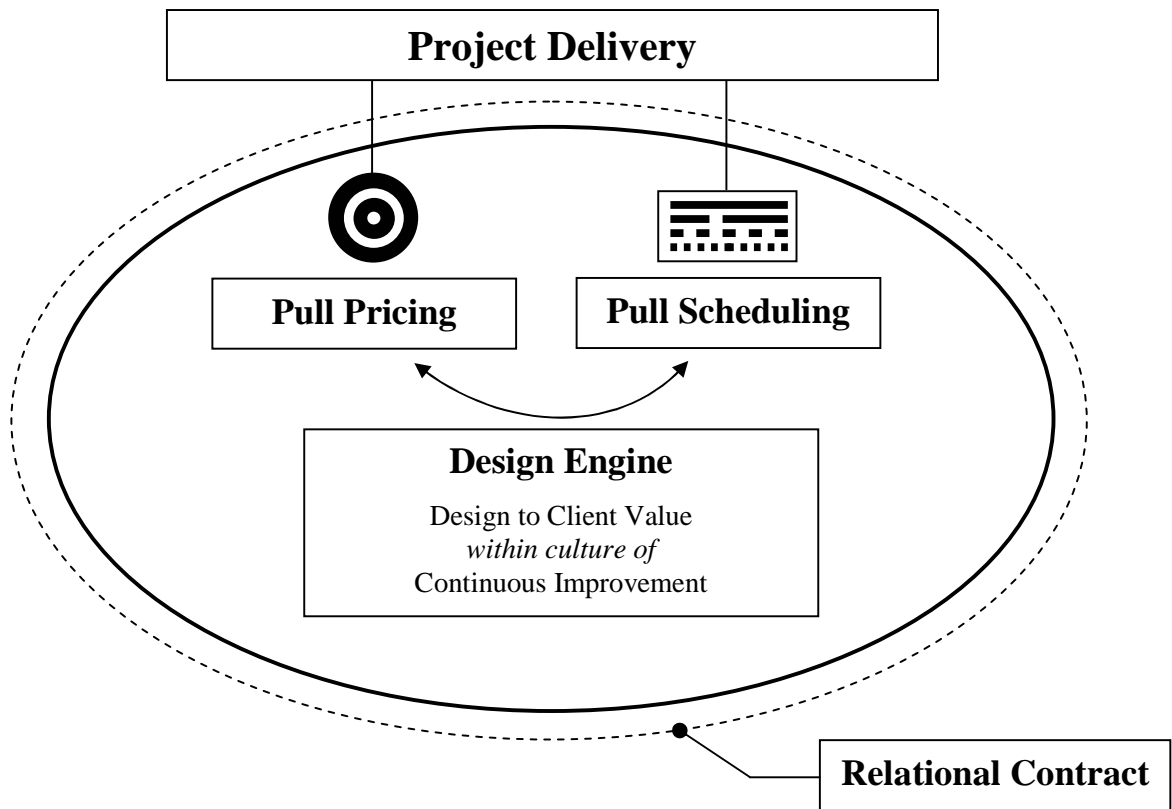 Project Delivery
Pull Pricing
Pull Scheduling
Design Engine
Design to Client Value
within culture of
Continuous Improvement
Relational Contract